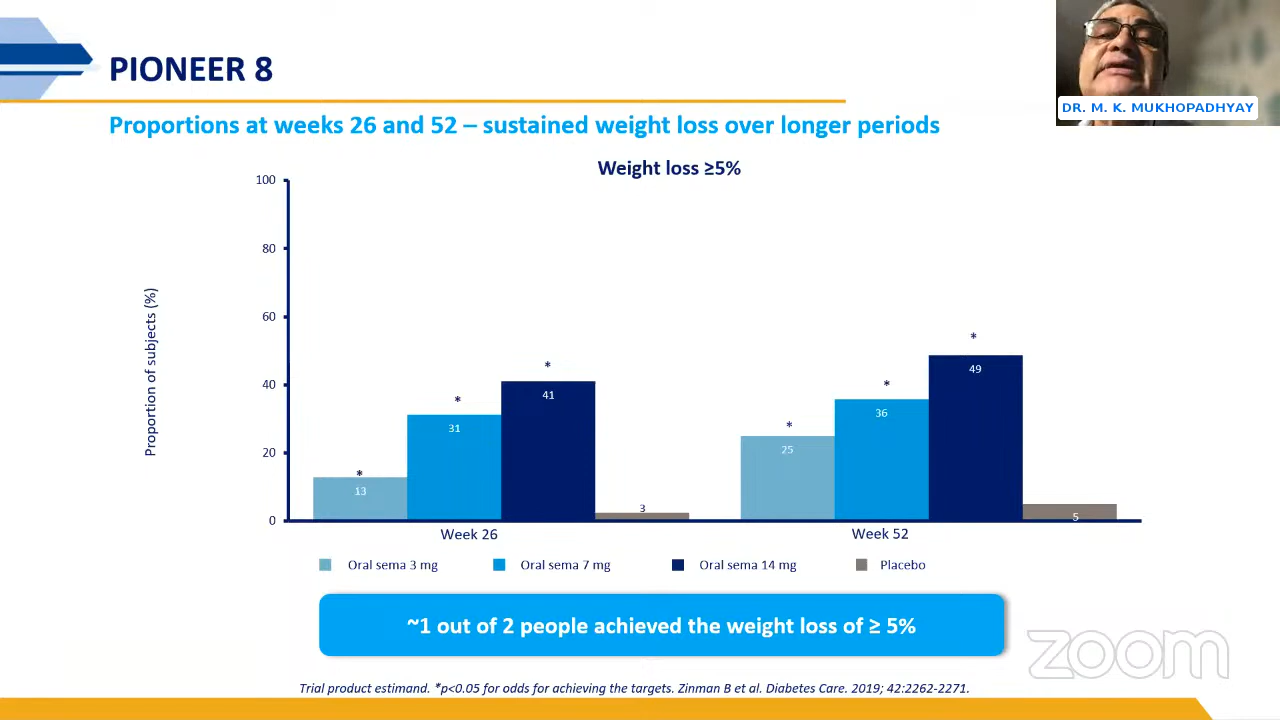 PIONEER 8
DR. M. K. MUKHOPADHYAY
Proportions at weeks 26 and 52 – sustained weight loss over longer periods
Weight loss ≥5%
Proportion of subjects (%)
100
80
60
40
20
0
*
13
*
31
*
41
3
*
25
*
36
*
49
5
Week 26
Week 52
Oral sema 3 mg
Oral sema 7 mg
Oral sema 14 mg
Placebo
~1 out of 2 people achieved the weight loss of ≥ 5%
zoom
Trial product estimand. *p<0.05 for odds for achieving the targets. Zinman B et al. Diabetes Care. 2019; 42:2262-2271.